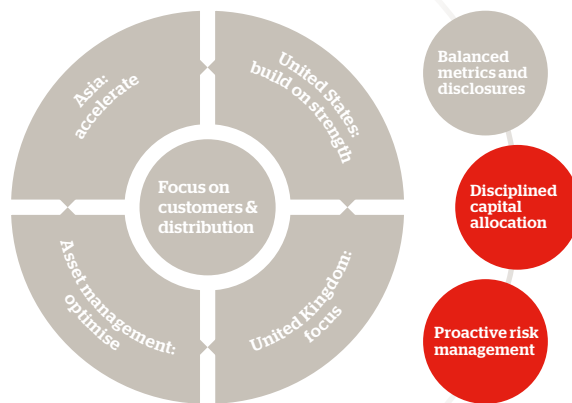 Asia:
accelerate
United States:
build on strength
Focus on
customers &
distribution
Asset management:
optimise
United Kingdom:
focus
Balanced
metrics and
disclosures
Disciplined
capital
allocation
Proactive risk
management